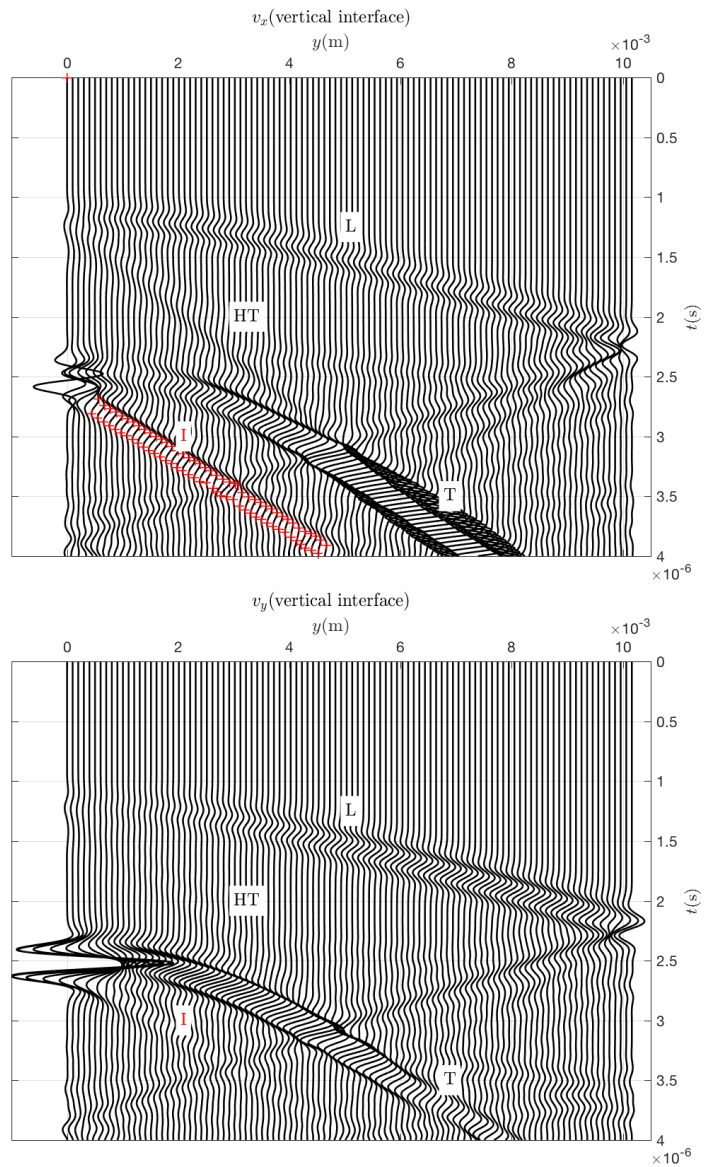 v_x(vertical interface)
y(m)
×10⁻³
0 2 4 6 8 10
0
0.5
1
L
1.5
HT
2
t(s)
2.5
I
3
T
3.5
4
×10⁻⁶
v_y(vertical interface)
y(m)
×10⁻³
0 2 4 6 8 10
0
0.5
1
L
1.5
HT
2
t(s)
2.5
I
3
T
3.5
4
×10⁻⁶